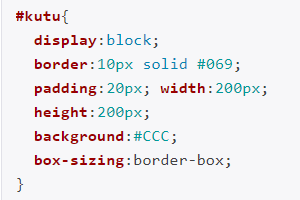 #kutu{
display:block;
border:10px solid #069;
padding:20px; width:200px;
height:200px;
background:#CCC;
box-sizing:border-box;
}